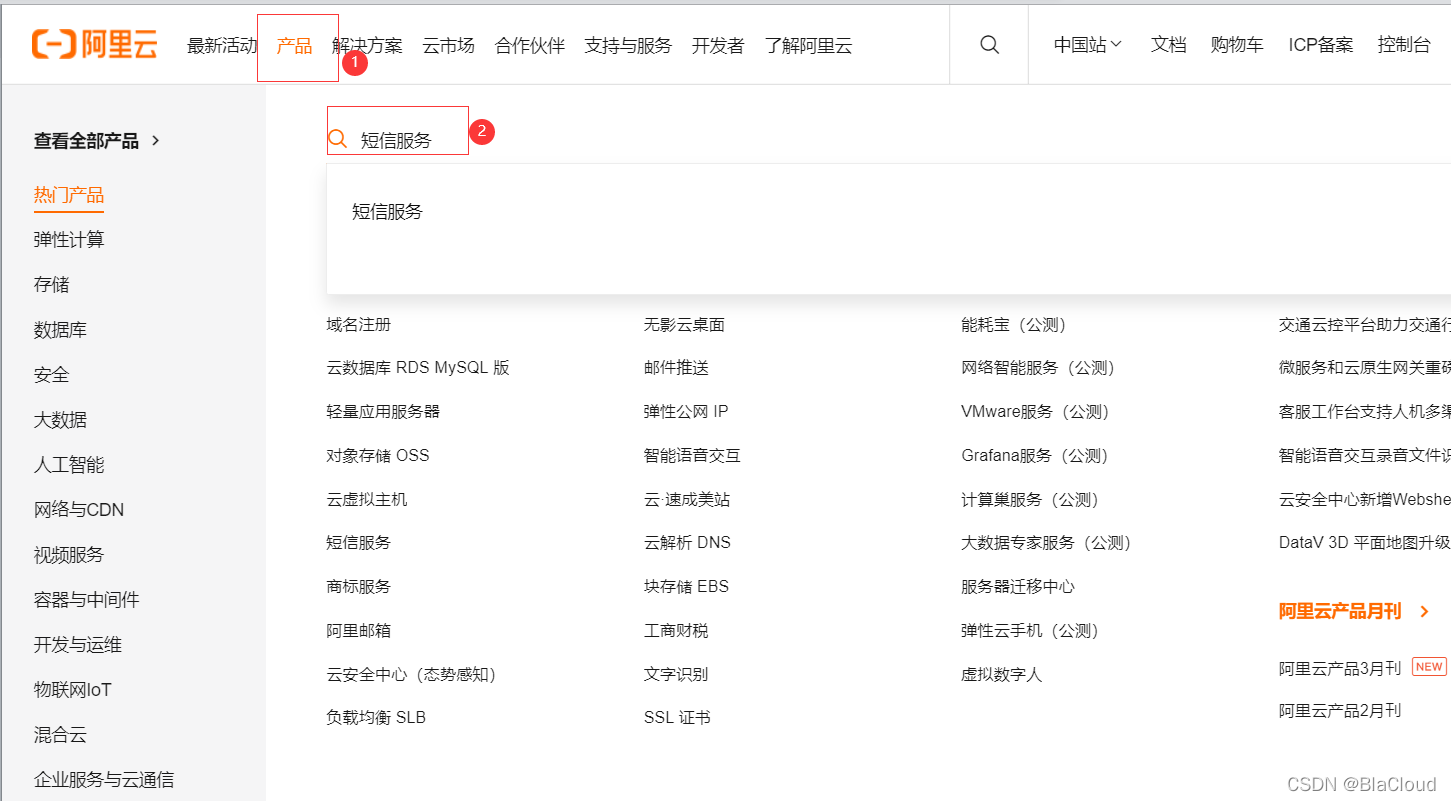 阿里云 最新活动 产品 解决方案 云市场 合作伙伴 支持与服务 开发者 了解阿里云 中国站 文档 购物车 ICP备案 控制台
1
查看全部产品
热门产品
弹性计算
存储
数据库
安全
大数据
人工智能
网络与CDN
视频服务
容器与中间件
开发与运维
物联网IoT
混合云
企业服务与云通信
短信服务 2
短信服务
域名注册
云数据库 RDS MySQL 版
轻量应用服务器
对象存储 OSS
云虚拟主机
短信服务
商标服务
阿里邮箱
云安全中心（态势感知）
负载均衡 SLB
无影云桌面
邮件推送
弹性公网 IP
智能语音交互
云·速成美站
云解析 DNS
块存储 EBS
工商财税
文字识别
SSL 证书
能耗宝（公测）
网络智能服务（公测）
VMware服务（公测）
Grafana服务（公测）
计算巢服务（公测）
大数据专家服务（公测）
服务器迁移中心
弹性云手机（公测）
虚拟数字人
交通云控平台助力交通行
微服务和云原生网关重磅
客服工作台支持人机多渠
智能语音交互录音文件识
云安全中心新增Webshe
DataV 3D 平面地图升级
阿里云产品月刊
阿里云产品3月刊 NEW
阿里云产品2月刊
CSDN @BlaCloud